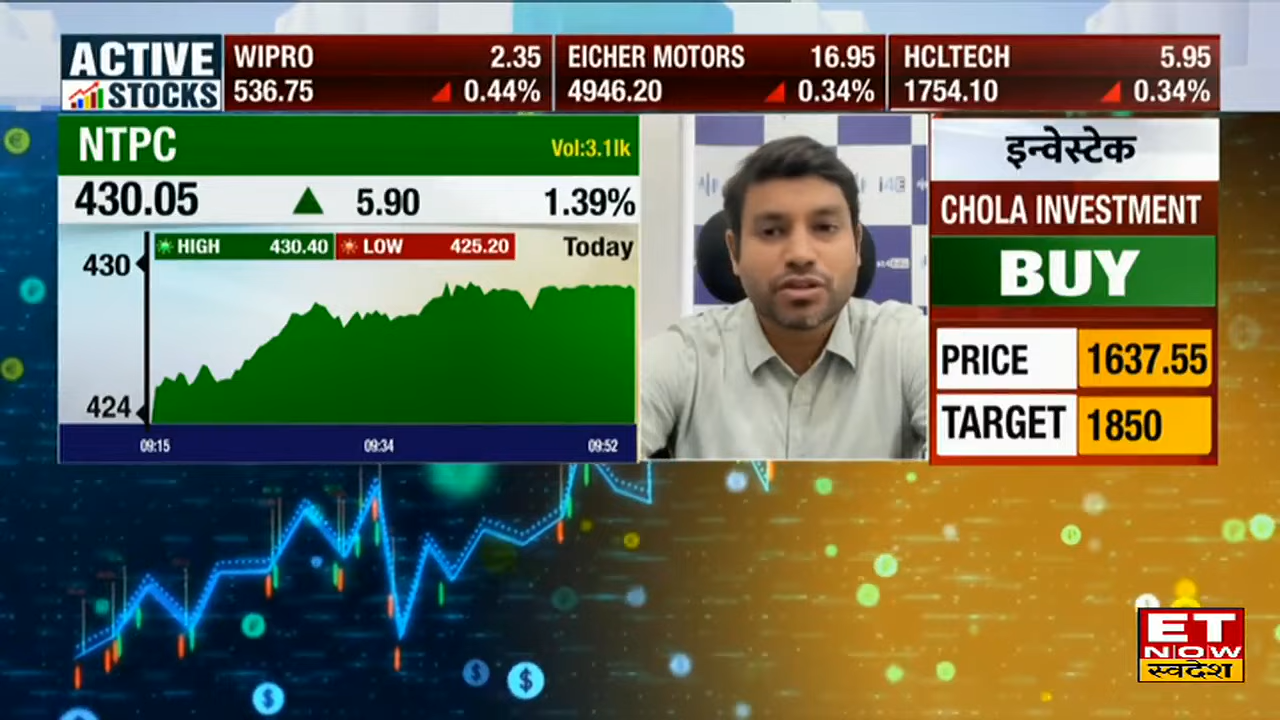 ACTIVE STOCKS
WIPRO 2.35
536.75 0.44%
EICHER MOTORS 16.95
4946.20 0.34%
HCLTECH 5.95
1754.10 0.34%
NTPC Vol:3.1lk
430.05 5.90 1.39%
HIGH 430.40 LOW 425.20 Today
430
424
09:15 09:34 09:52
इन्वेस्टेक
CHOLA INVESTMENT
BUY
PRICE 1637.55
TARGET 1850
ET
NOW
स्वदेश